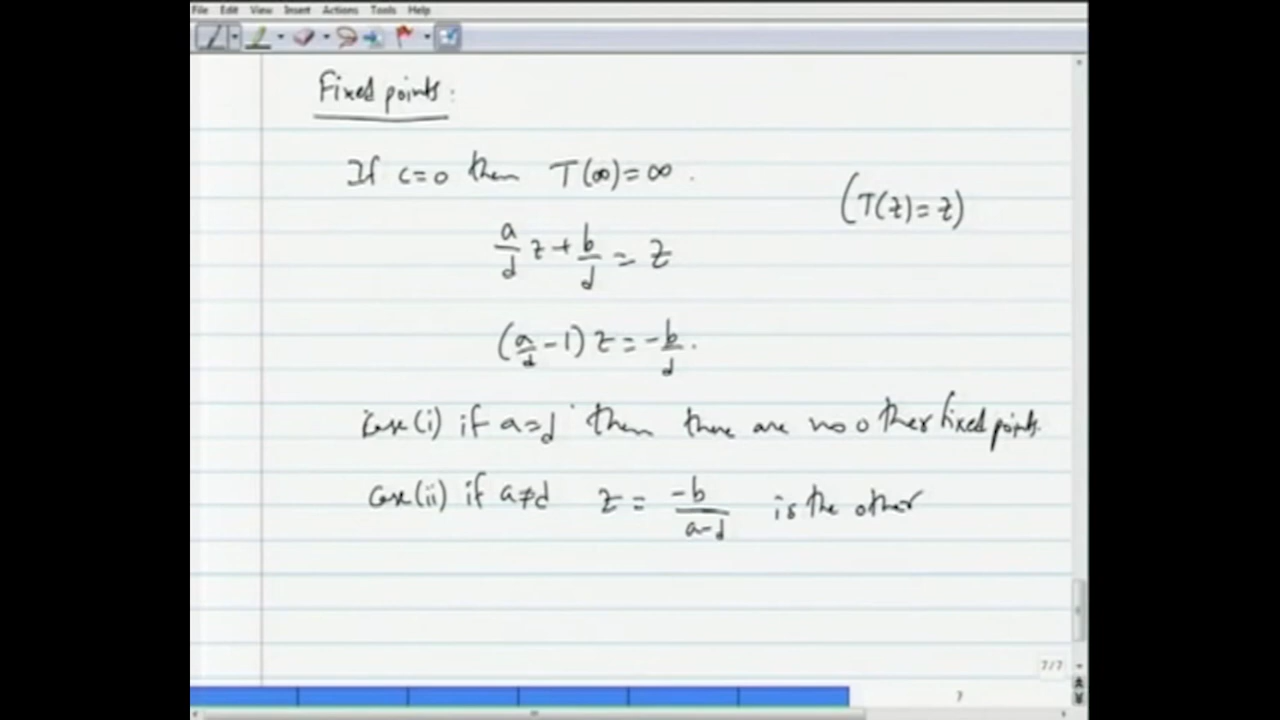 File Edit View Insert Actions Tools Help
Fixed points:
If c=0 then T(∞)=∞.
(T(z)=z)
a/d z + b/d = z
(a/d - 1) z = -b/d.
Case(i) if a=d then there are no other fixed points.
Case(ii) if a≠d z = -b/(a-d) is the other
7/7
7